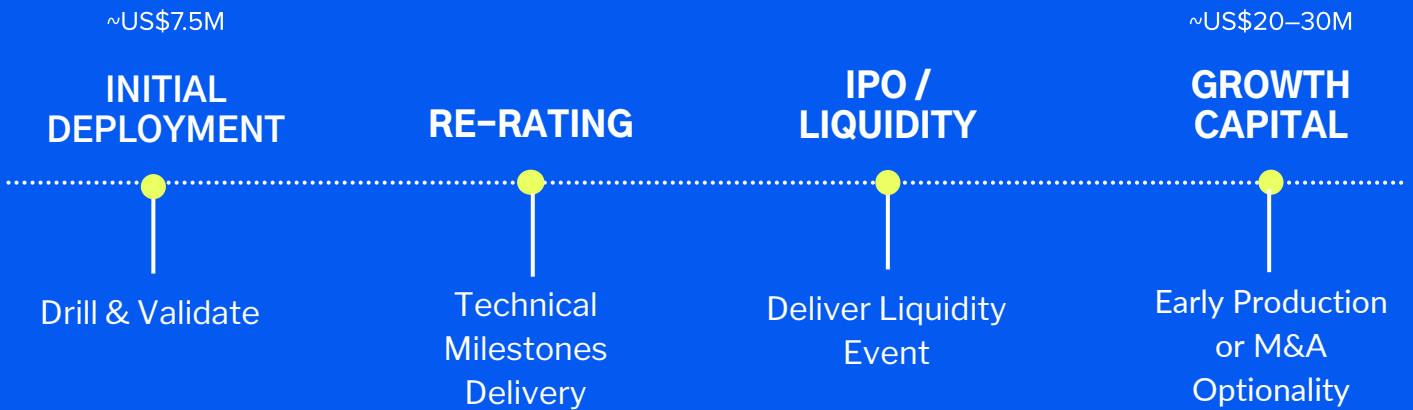 ~US$7.5M
~US$20–30M
INITIAL
DEPLOYMENT
RE–RATING
IPO /
LIQUIDITY
GROWTH
CAPITAL
Drill & Validate
Technical
Milestones
Delivery
Deliver Liquidity
Event
Early Production
or M&A
Optionality